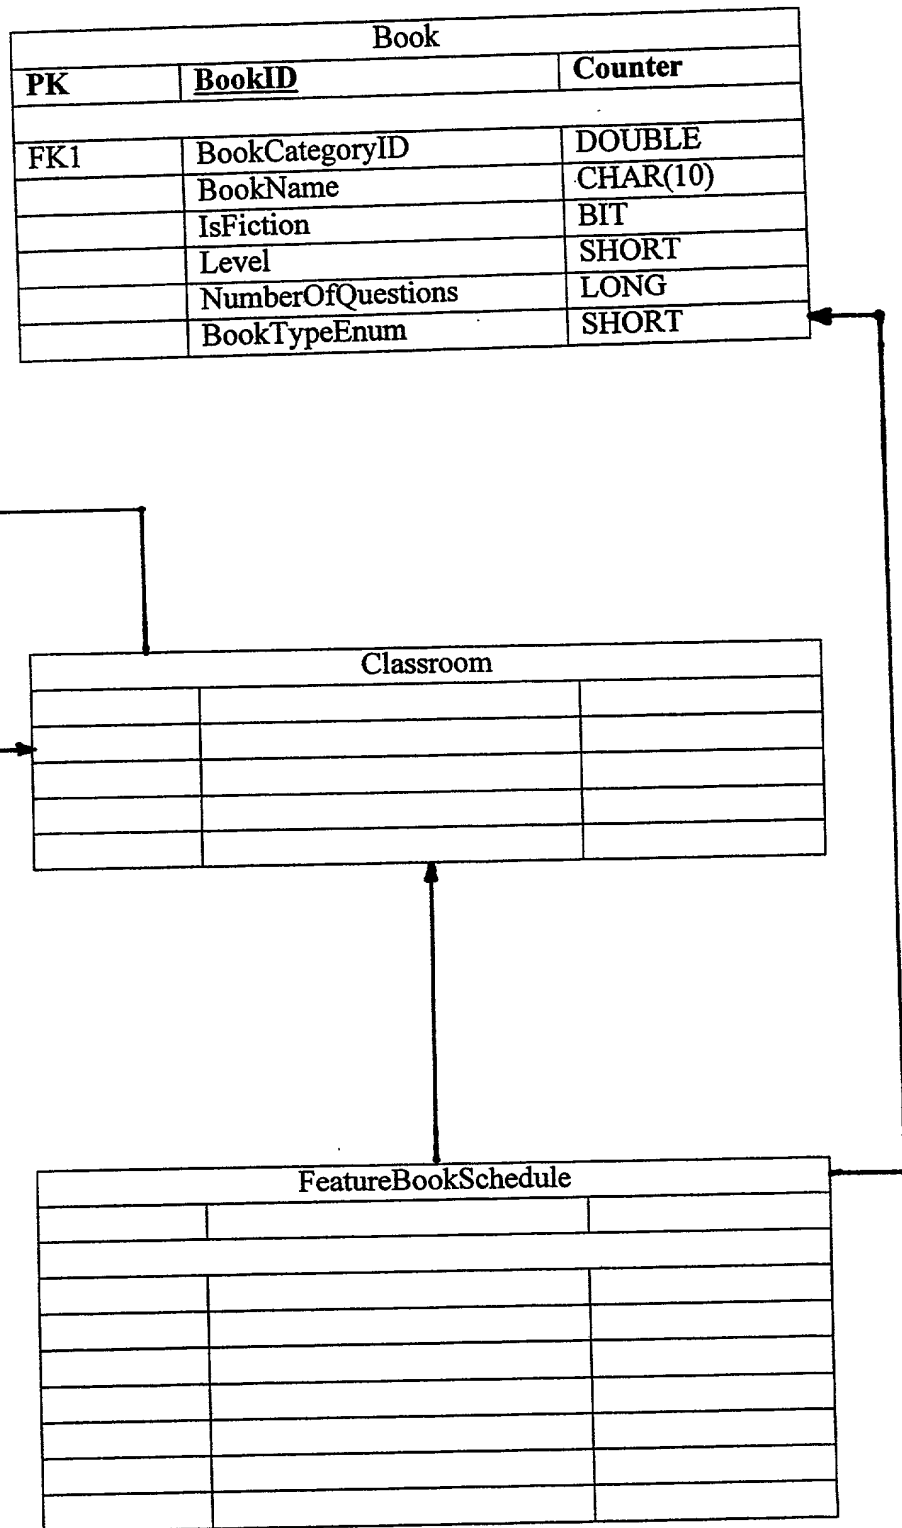 Book
PK BookID Counter
FK1 BookCategoryID DOUBLE
BookName CHAR(10)
IsFiction BIT
Level SHORT
NumberOfQuestions LONG
BookTypeEnum SHORT
Classroom
FeatureBookSchedule